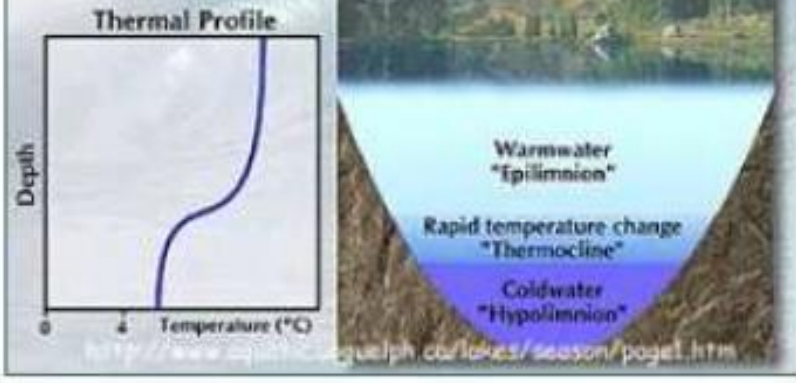 Thermal Profile
Depth
0
4
Temperature (°C)
Warmwater
"Epilimnion"
Rapid temperature change
"Thermocline"
Coldwater
"Hypolimnion"